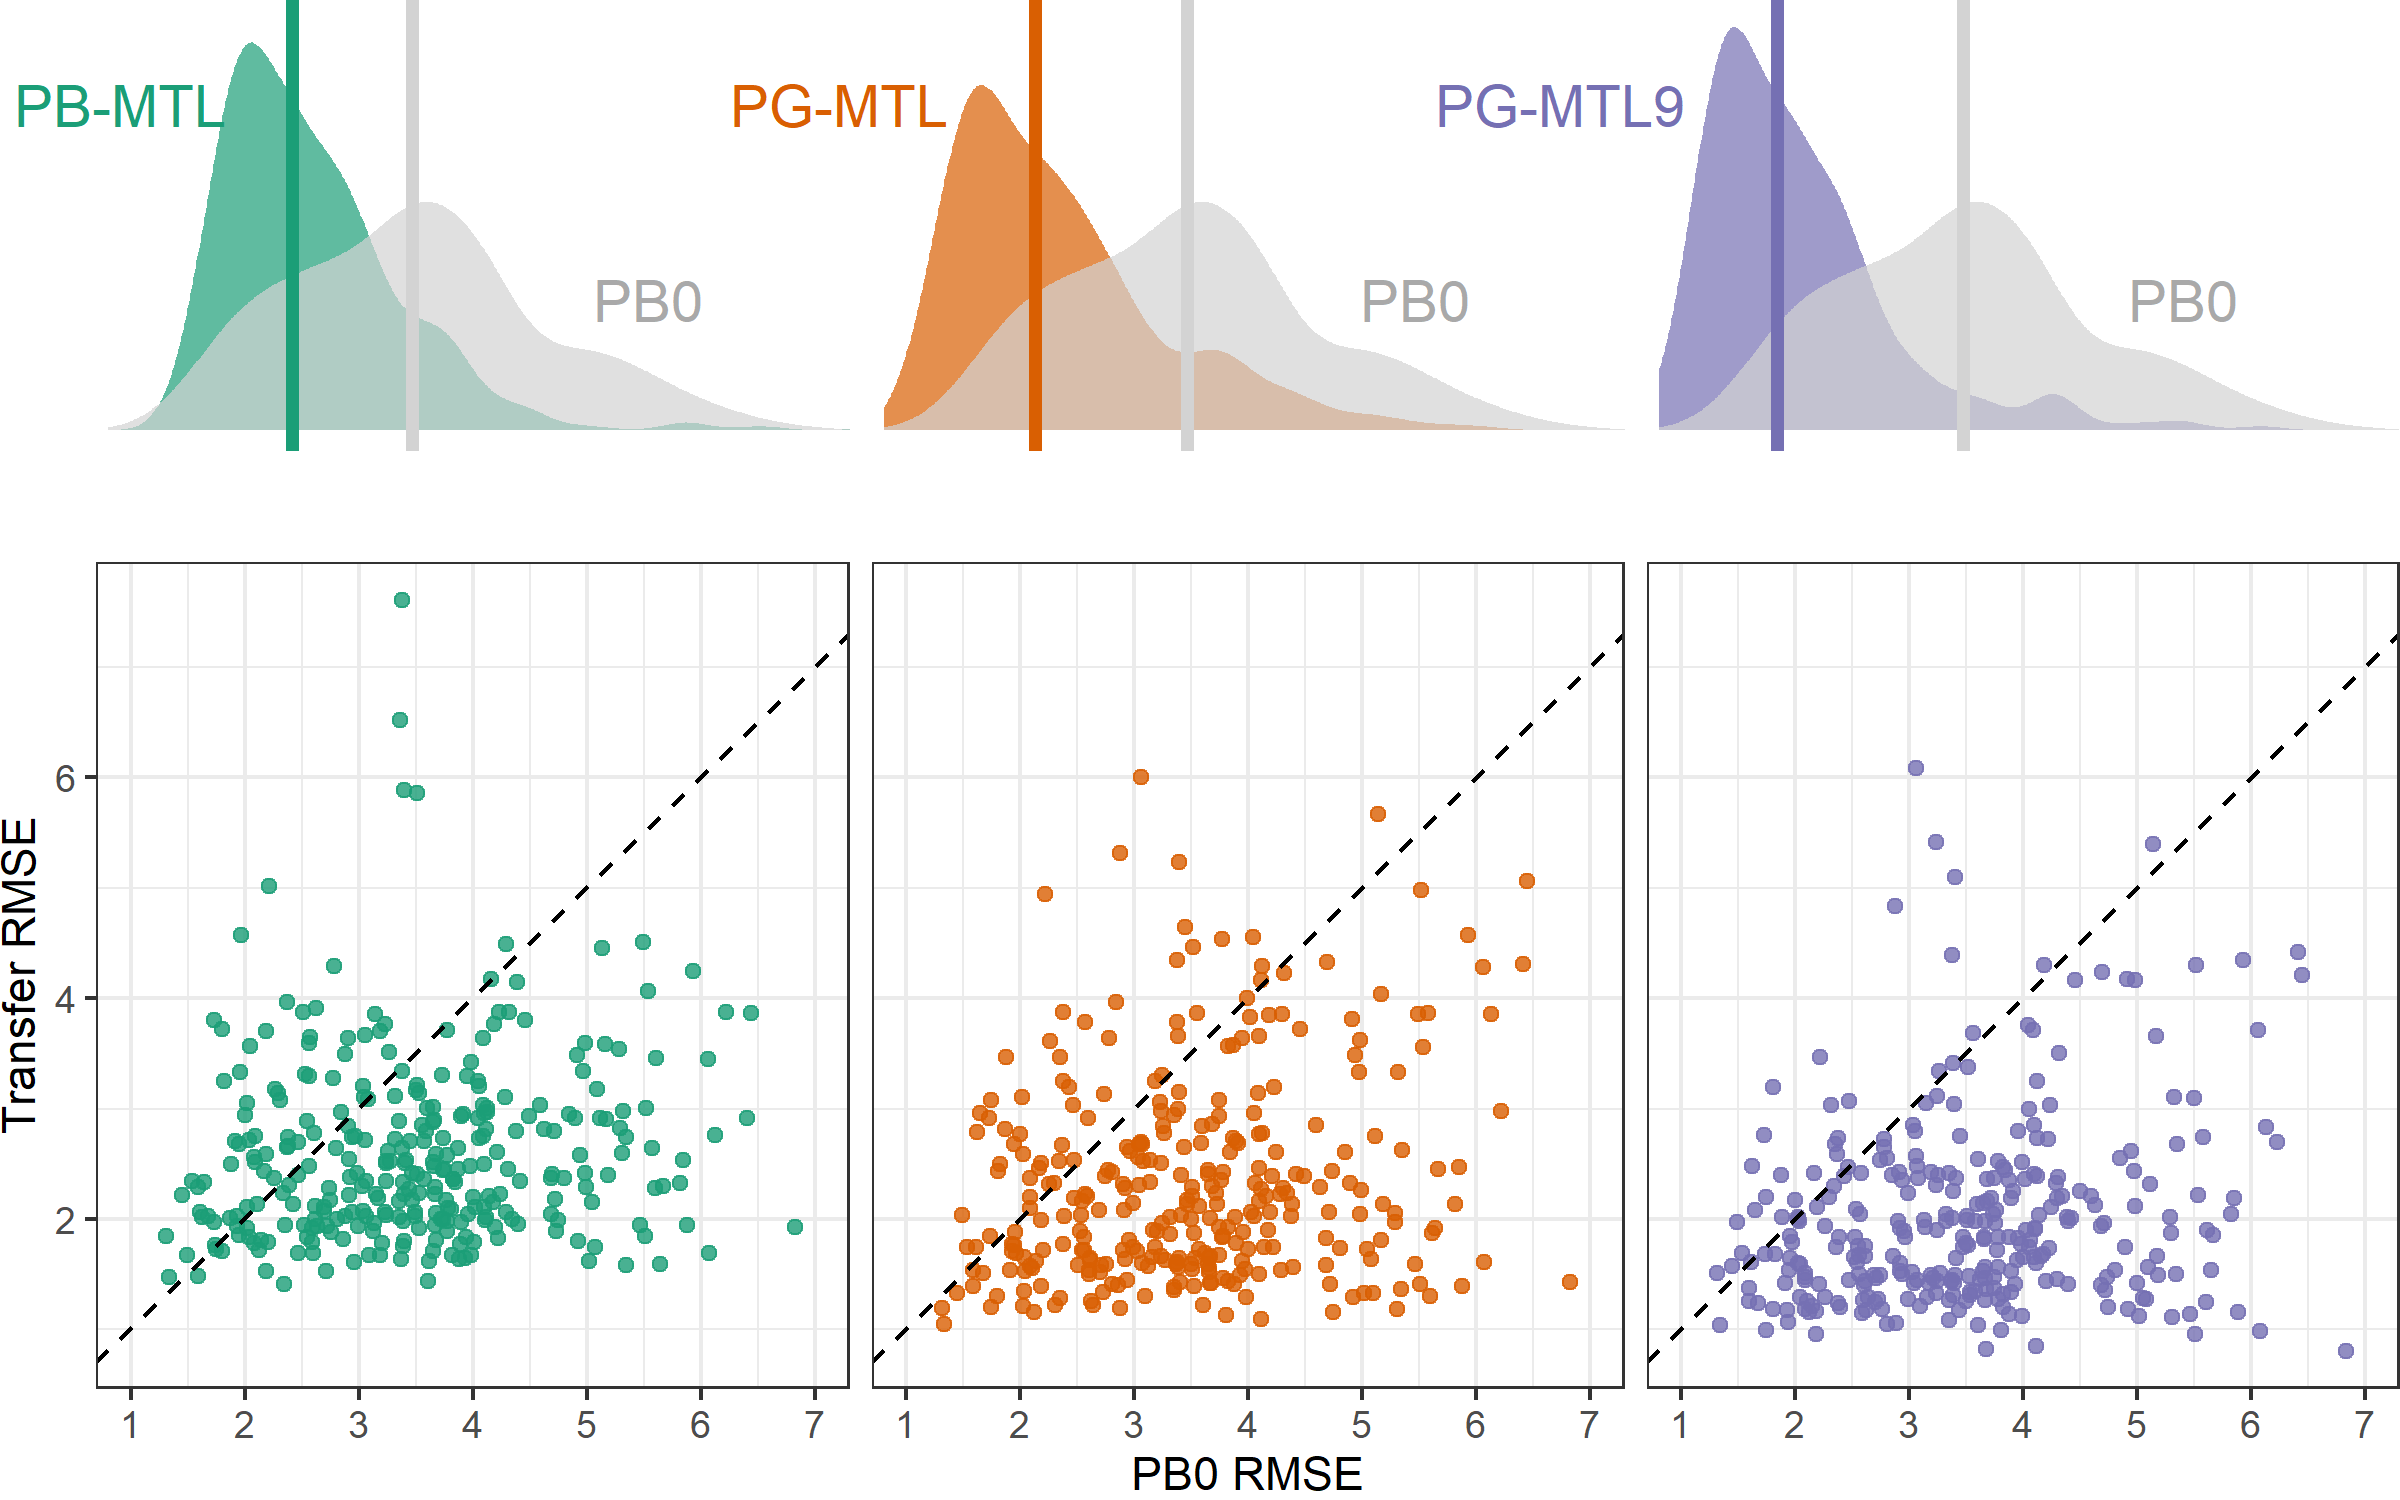 PB-MTL
PG-MTL
PG-MTL9
PB0
PB0
PB0
Transfer RMSE
6
4
2
1 2 3 4 5 6 7
1 2 3 4 5 6 7
1 2 3 4 5 6 7
PB0 RMSE